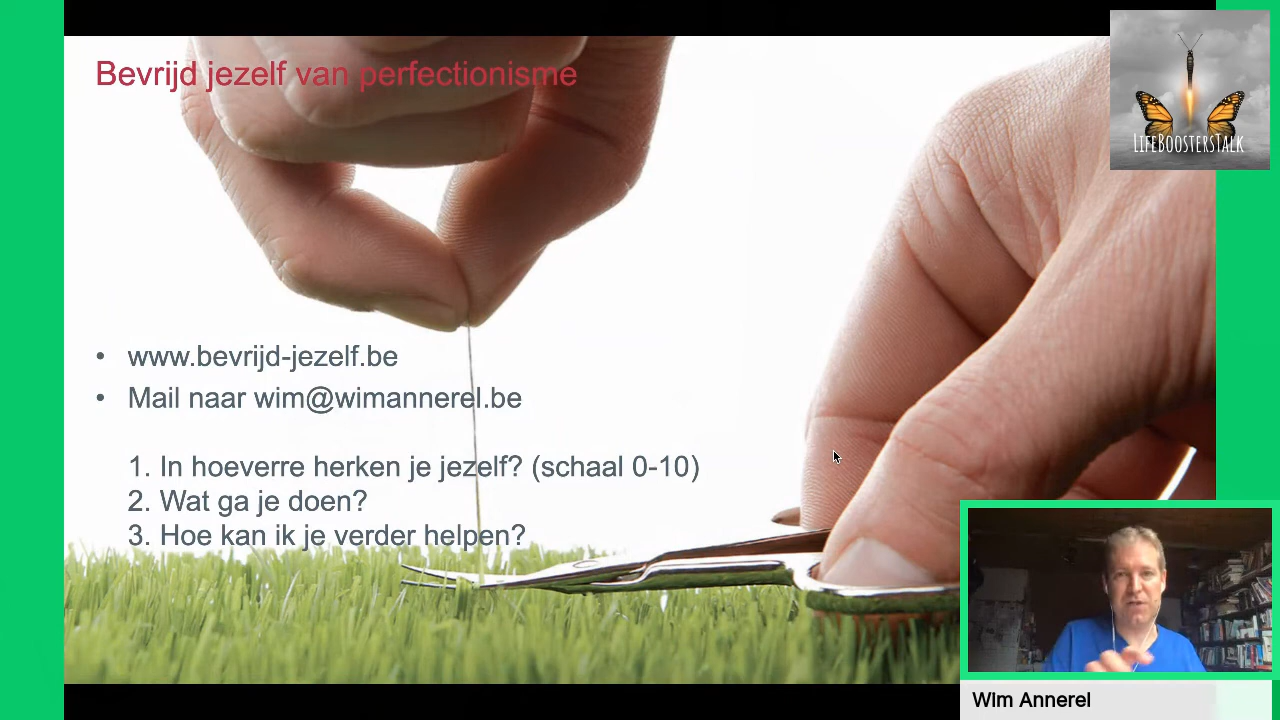 Bevrijd jezelf van perfectionisme
LIFEBOOSTERSTALK
• www.bevrijd-jezelf.be
• Mail naar wim@wimannerel.be
1. In hoeverre herken je jezelf? (schaal 0-10)
2. Wat ga je doen?
3. Hoe kan ik je verder helpen?
Wim Annerel